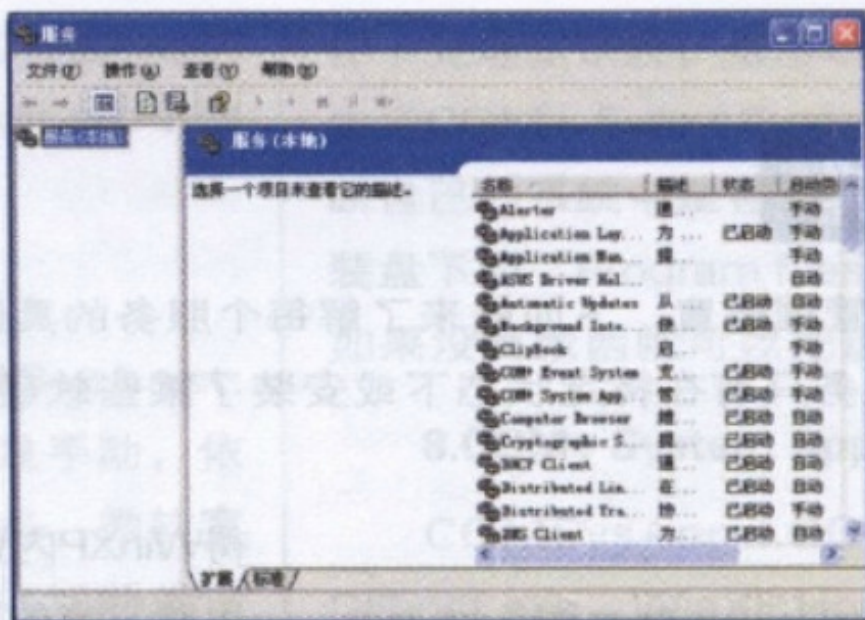 服务
文件(F) 操作(A) 查看(V) 帮助(H)
服务(本地)
服务(本地)
选择一个项目来查看它的描述。
名称 描述 状态 启动类
Alerter 通... 手动
Application Lay... 为 ... 已启动 手动
Application Man... 提... 手动
ASUS Driver Hel... 自动
Automatic Updates 从... 已启动 自动
Background Inte... 使... 已启动 手动
ClipBook 启... 手动
COM+ Event System 支... 已启动 手动
COM+ System App... 管... 已启动 手动
Computer Browser 维... 已启动 自动
Cryptographic S... 提... 已启动 自动
DHCP Client 通... 已启动 自动
Distributed Lin... 在... 已启动 自动
Distributed Tra... 协... 已启动 手动
DNS Client 为... 已启动 自动
扩展 标准